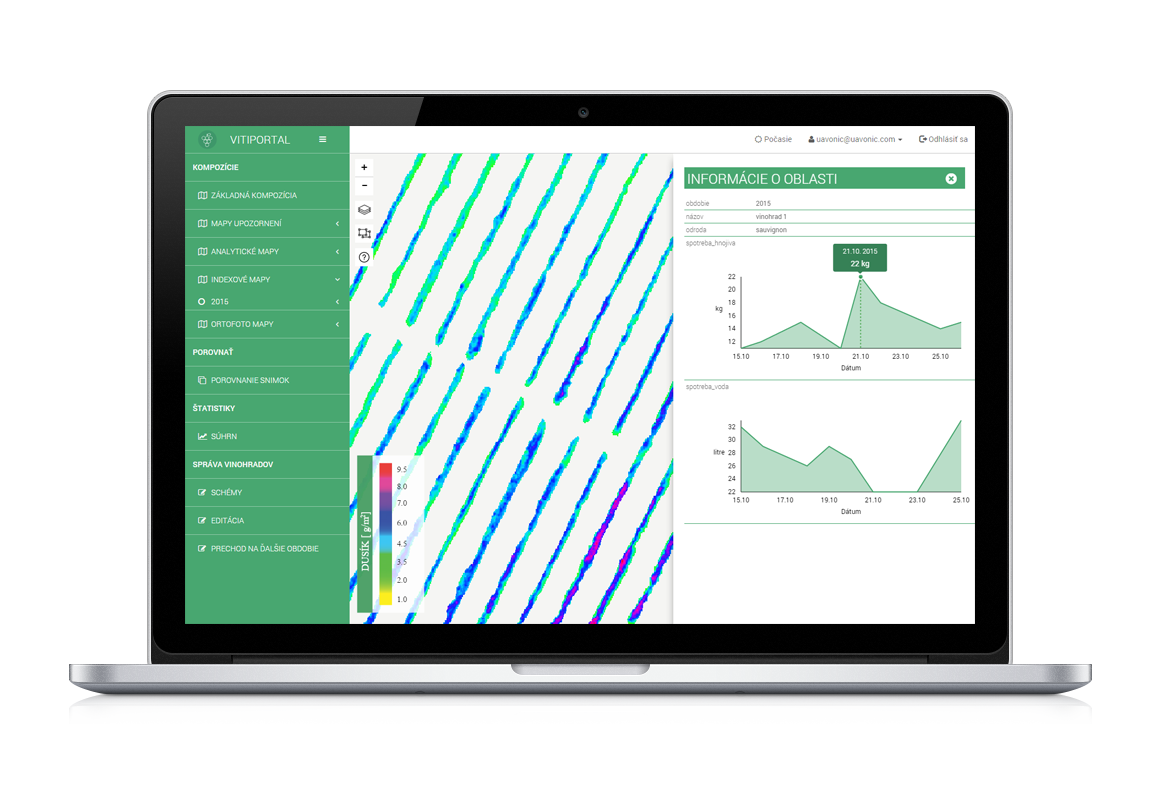 VITIPORTAL
Počasie
uavonic@uavonic.com
Odhlásiť sa
KOMPOZÍCIE
ZÁKLADNÁ KOMPOZÍCIA
MAPY UPOZORNENÍ
ANALYTICKÉ MAPY
INDEXOVÉ MAPY
2015
ORTOFOTO MAPY
POROVNAŤ
POROVNANIE SNIMOK
ŠTATISTIKY
SÚHRN
SPRÁVA VINOHRADOV
SCHÉMY
EDITÁCIA
PRECHOD NA ĎALŠIE OBDOBIE
+
−
?
DUSÍK [ g/m² ]
9.5
8.0
7.0
6.0
4.5
3.5
2.0
1.0
INFORMÁCIE O OBLASTI
obdobie 2015
názov vinohrad 1
odroda sauvignon
spotreba_hnojiva
21.10. 2015
22 kg
22
20
18
kg
16
14
12
15.10 17.10 19.10 21.10 23.10 25.10
Dátum
spotreba_voda
32
30
litre 28
26
24
22
15.10 17.10 19.10 21.10 23.10 25.10
Dátum